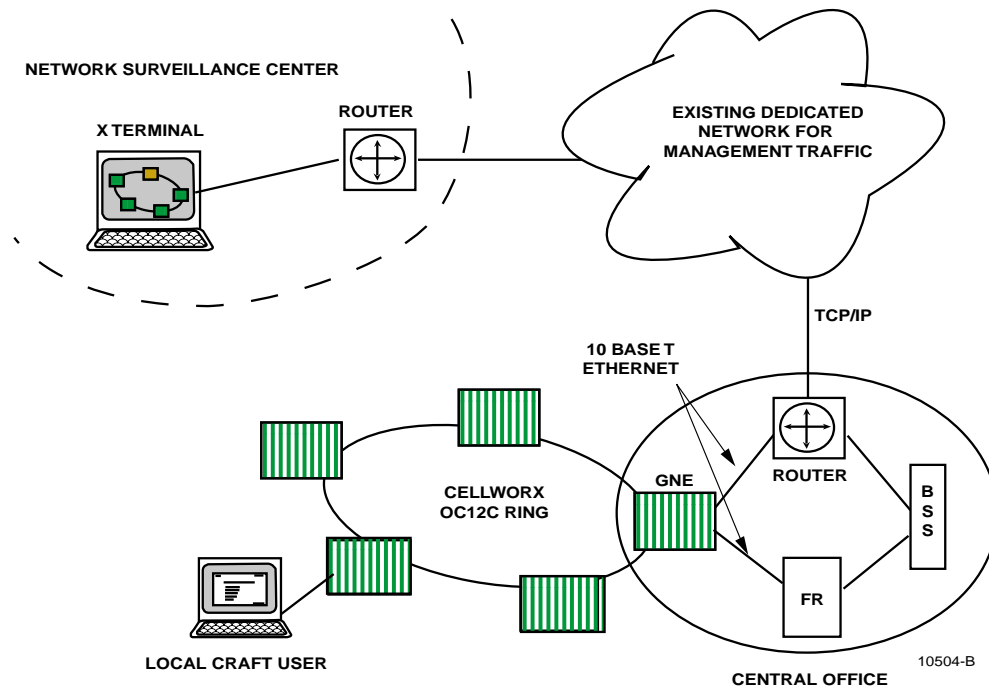 NETWORK SURVEILLANCE CENTER
X TERMINAL
ROUTER
EXISTING DEDICATED
NETWORK FOR
MANAGEMENT TRAFFIC
TCP/IP
10 BASE T
ETHERNET
ROUTER
GNE
B
S
S
FR
CELLWORX
OC12C RING
LOCAL CRAFT USER
10504-B
CENTRAL OFFICE